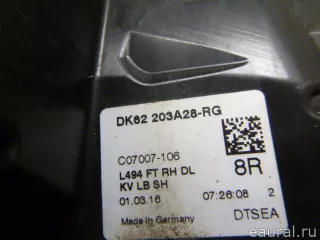 DK62 203A28-RG
C07007-106
8R
L494 FT RH DL
KV LB SH
01.03.16
07:26:08 2
Made in Germany
DTSEA
eaural.ru